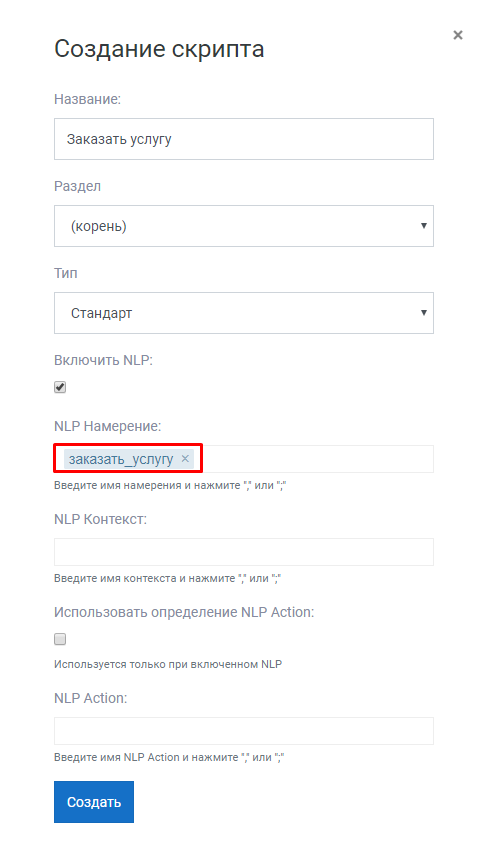 Создание скрипта
×
Название:
Заказать услугу
Раздел
(корень)
Тип
Стандарт
Включить NLP:
NLP Намерение:
заказать_услугу ×
Введите имя намерения и нажмите "," или ";"
NLP Контекст:
Введите имя контекста и нажмите "," или ";"
Использовать определение NLP Action:
Используется только при включенном NLP
NLP Action:
Введите имя NLP Action и нажмите "," или ";"
Создать